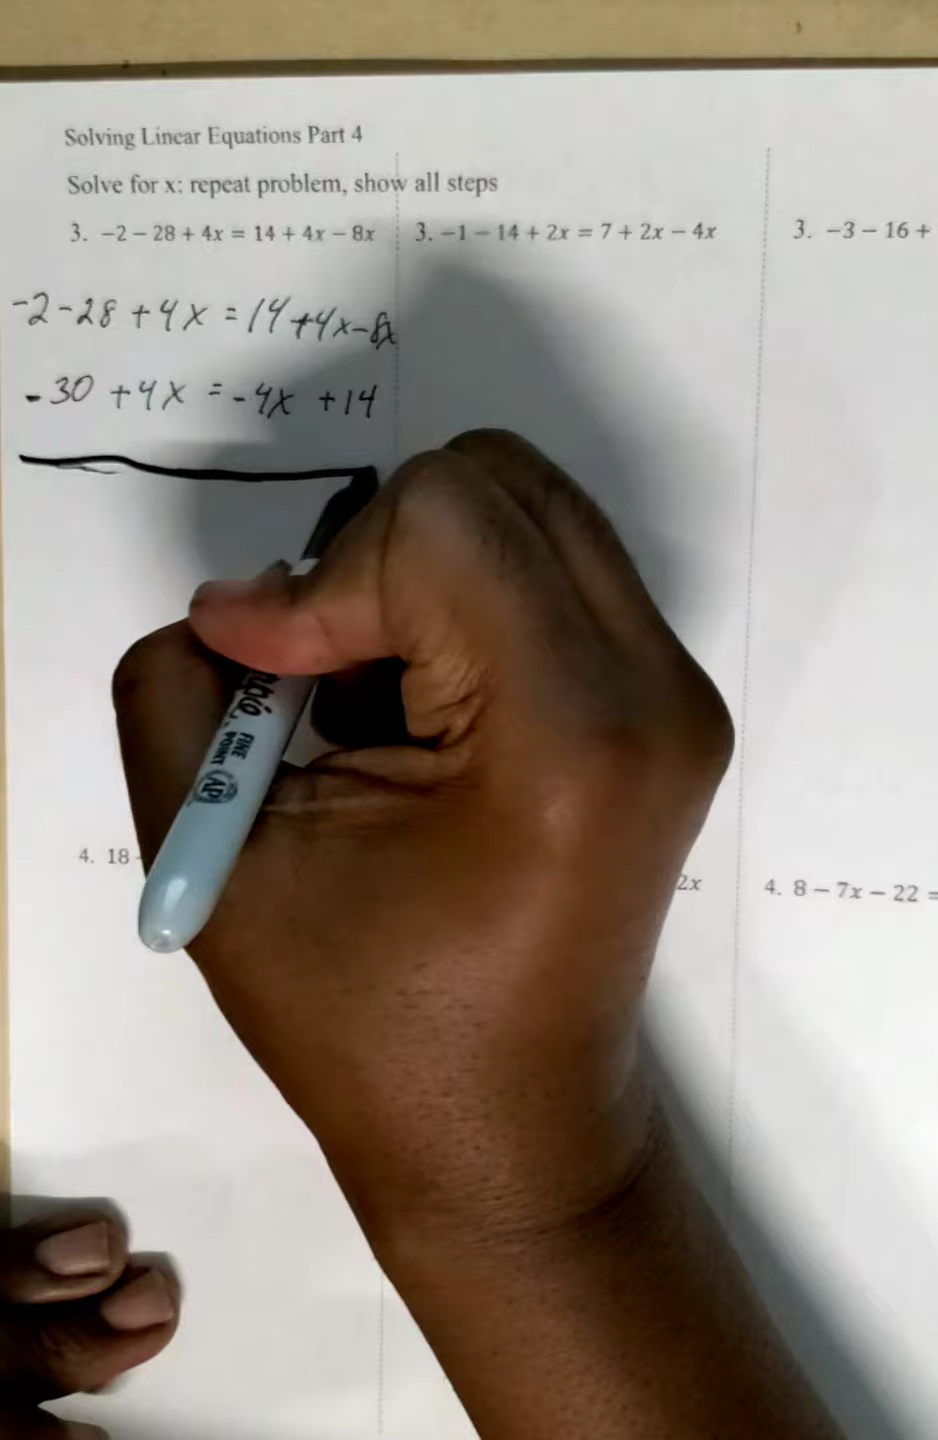 Solving Linear Equations Part 4
Solve for x: repeat problem, show all steps
3. −2 − 28 + 4x = 14 + 4x − 8x
3. −1 − 14 + 2x = 7 + 2x − 4x
3. −3 − 16 +
-2-28 +4x = 14 +4x-8x
-30 +4x = -4x +14
FINE
POINT
AP
4. 18
2x
4. 8 − 7x − 22 =